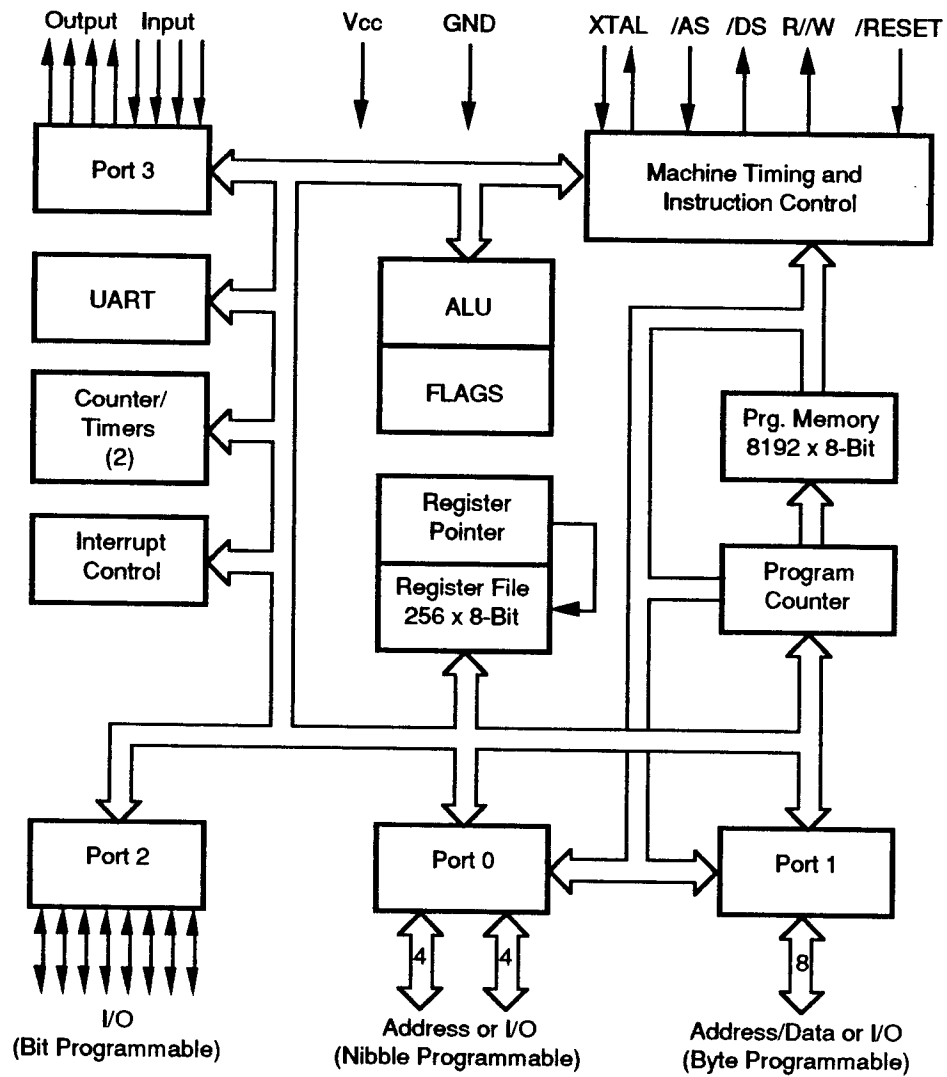 Output Input Vcc GND XTAL /AS /DS R//W /RESET
Port 3
Machine Timing and
Instruction Control
UART
ALU
FLAGS
Counter/
Timers
(2)
Prg. Memory
8192 x 8-Bit
Register
Pointer
Interrupt
Control
Register File
256 x 8-Bit
Program
Counter
Port 2
Port 0
Port 1
4
4
8
I/O
(Bit Programmable)
Address or I/O
(Nibble Programmable)
Address/Data or I/O
(Byte Programmable)